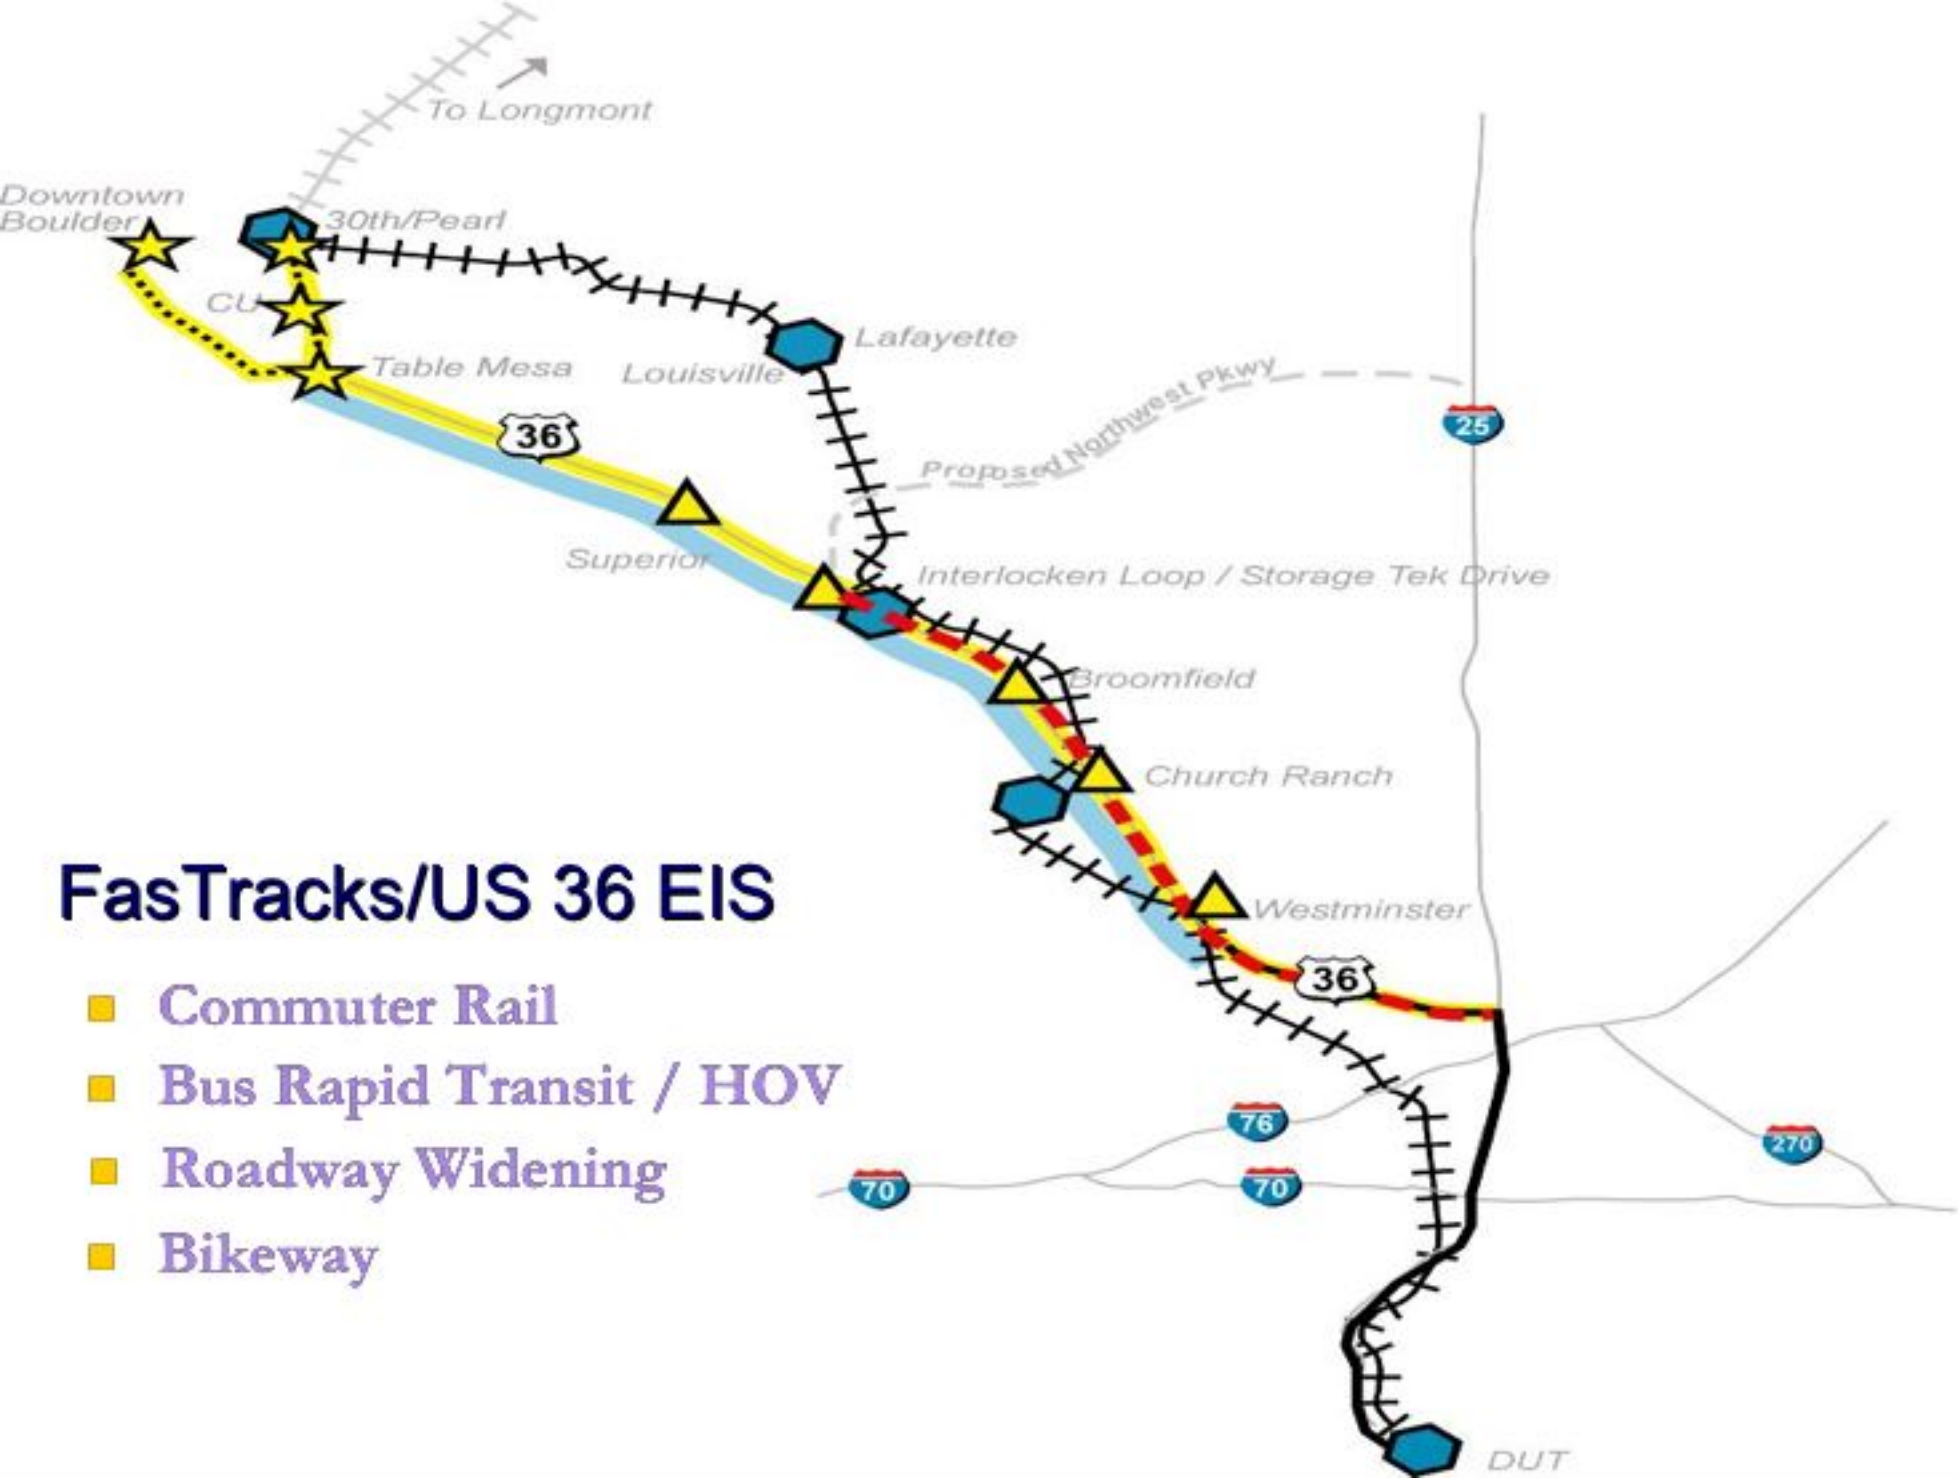 To Longmont
Downtown
Boulder
30th/Pearl
CU
Table Mesa
Louisville
Lafayette
Proposed Northwest Pkwy
25
36
Superior
Interlocken Loop / Storage Tek Drive
Broomfield
Church Ranch
Westminster
36
FasTracks/US 36 EIS
Commuter Rail
Bus Rapid Transit / HOV
Roadway Widening
Bikeway
76
270
70
70
DUT